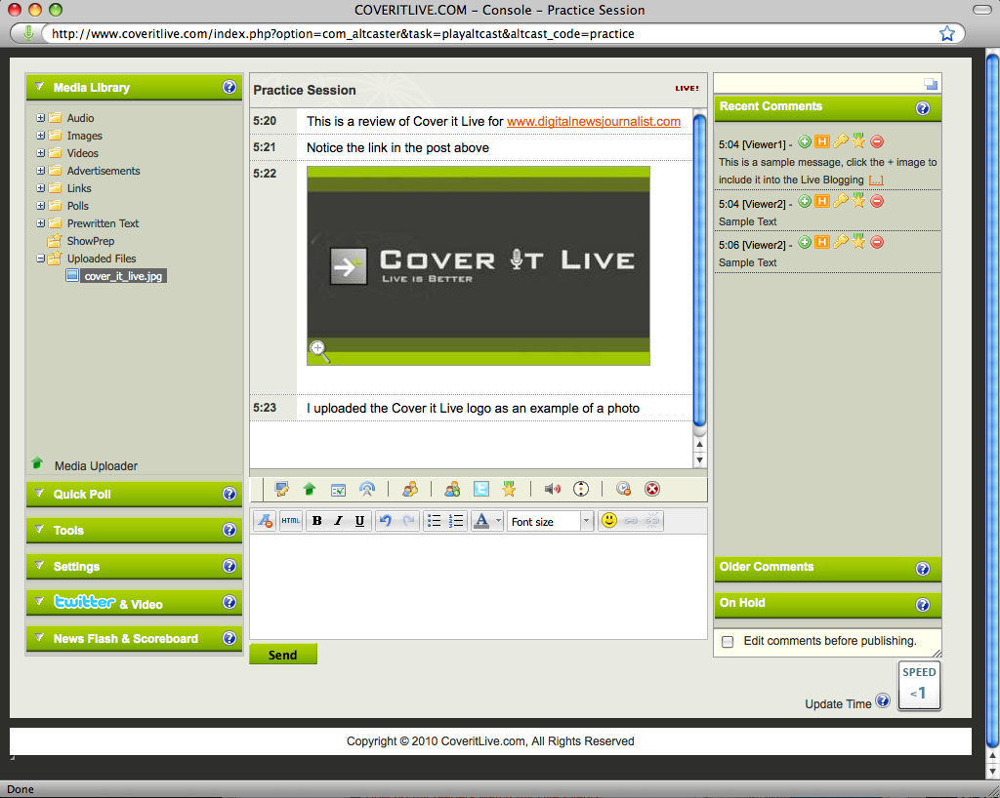 COVERITLIVE.COM – Console – Practice Session
http://www.coveritlive.com/index.php?option=com_altcaster&task=playaltcast&altcast_code=practice
Media Library
?
Audio
Images
Videos
Advertisements
Links
Polls
Prewritten Text
ShowPrep
Uploaded Files
cover_it_live.jpg
Media Uploader
Quick Poll
?
Tools
?
Settings
?
twitter & Video
?
News Flash & Scoreboard
?
Practice Session
LIVE!
5:20 This is a review of Cover it Live for www.digitalnewsjournalist.com
5:21 Notice the link in the post above
5:22
COVER IT LIVE
LIVE IS BETTER
5:23 I uploaded the Cover it Live logo as an example of a photo
HTML B I U A Font size
Send
Recent Comments
?
5:04 [Viewer1] - H
This is a sample message, click the + image to
include it into the Live Blogging [...]
5:04 [Viewer2] - H
Sample Text
5:06 [Viewer2] - H
Sample Text
Older Comments
?
On Hold
?
Edit comments before publishing.
SPEED
<1
Update Time ?
Copyright © 2010 CoveritLive.com, All Rights Reserved
Done